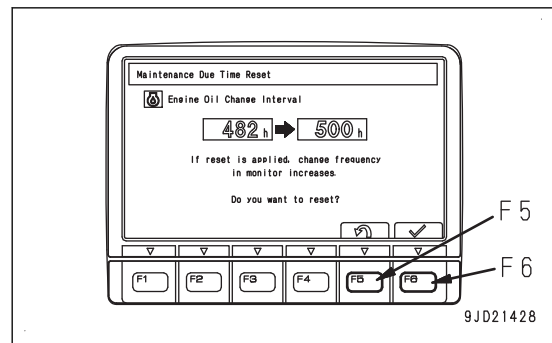 Maintenance Due Time Reset
Engine Oil Change Interval
482 h 500 h
If reset is applied, change frequency
in monitor increases.
Do you want to reset?
F5
F1 F2 F3 F4 F5 F6
F6
9JD21428